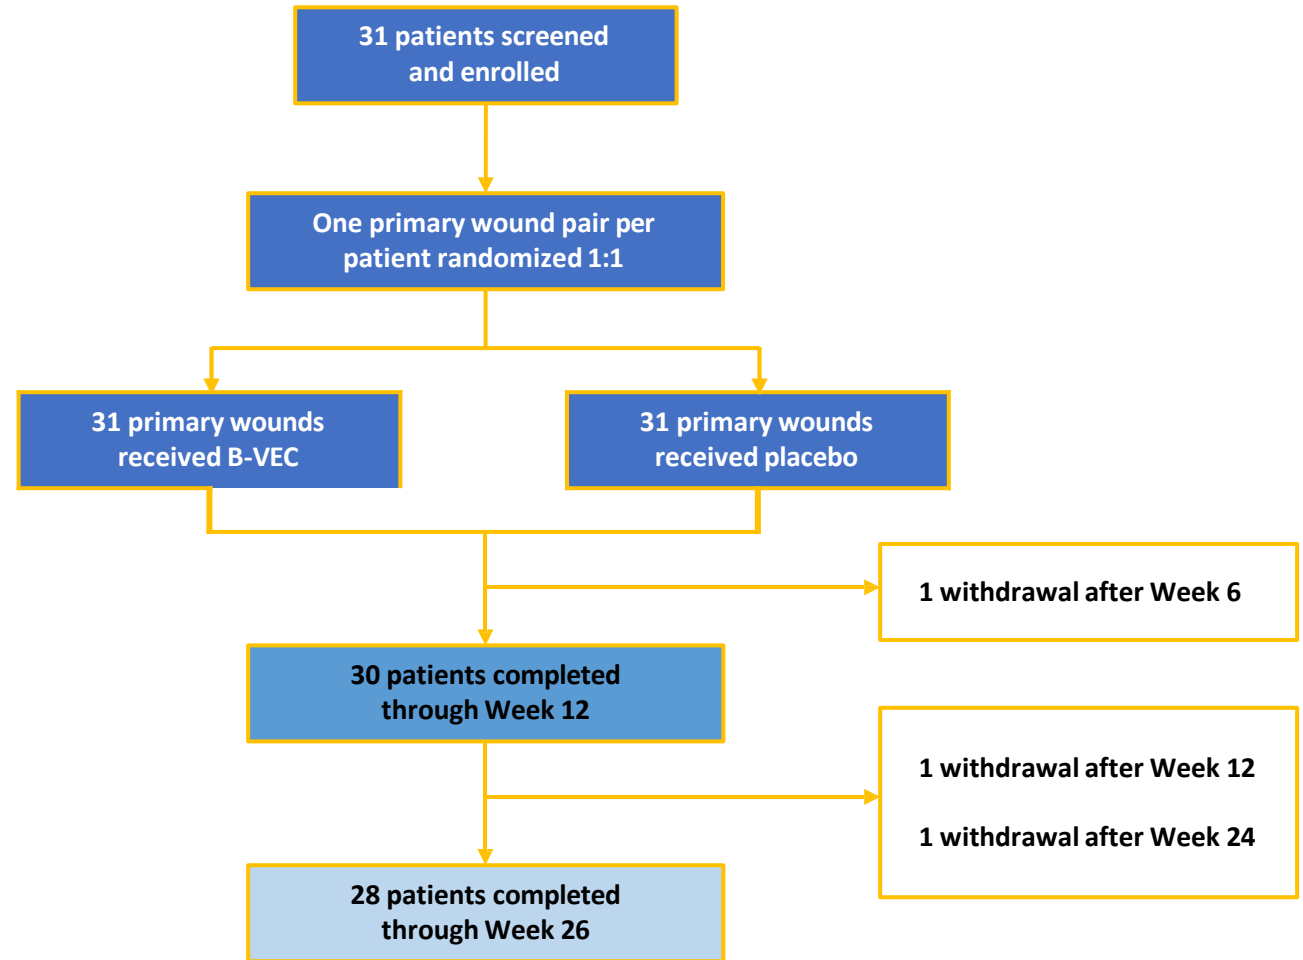 31 patients screened
and enrolled
One primary wound pair per
patient randomized 1:1
31 primary wounds
received B-VEC
31 primary wounds
received placebo
1 withdrawal after Week 6
30 patients completed
through Week 12
1 withdrawal after Week 12
1 withdrawal after Week 24
28 patients completed
through Week 26